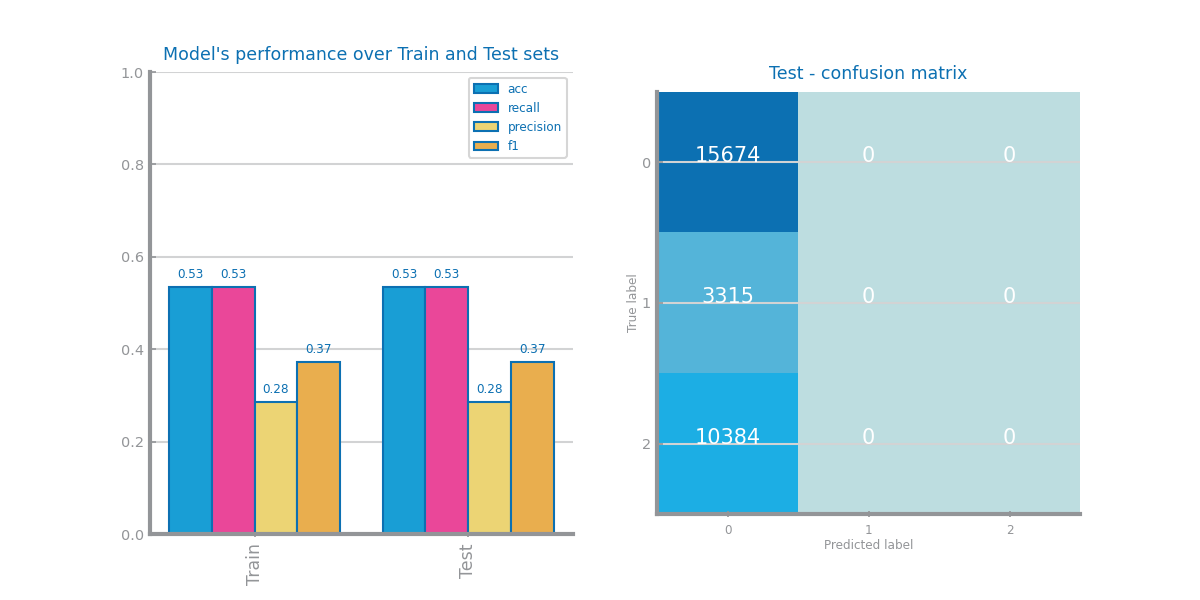 Model's performance over Train and Test sets
1.0
0.8
0.6
0.4
0.2
0.0
acc
recall
precision
f1
0.53
0.53
0.28
0.37
0.53
0.53
0.28
0.37
Train
Test
Test - confusion matrix
True label
0
1
2
15674 0 0
3315 0 0
10384 0 0
0 1 2
Predicted label